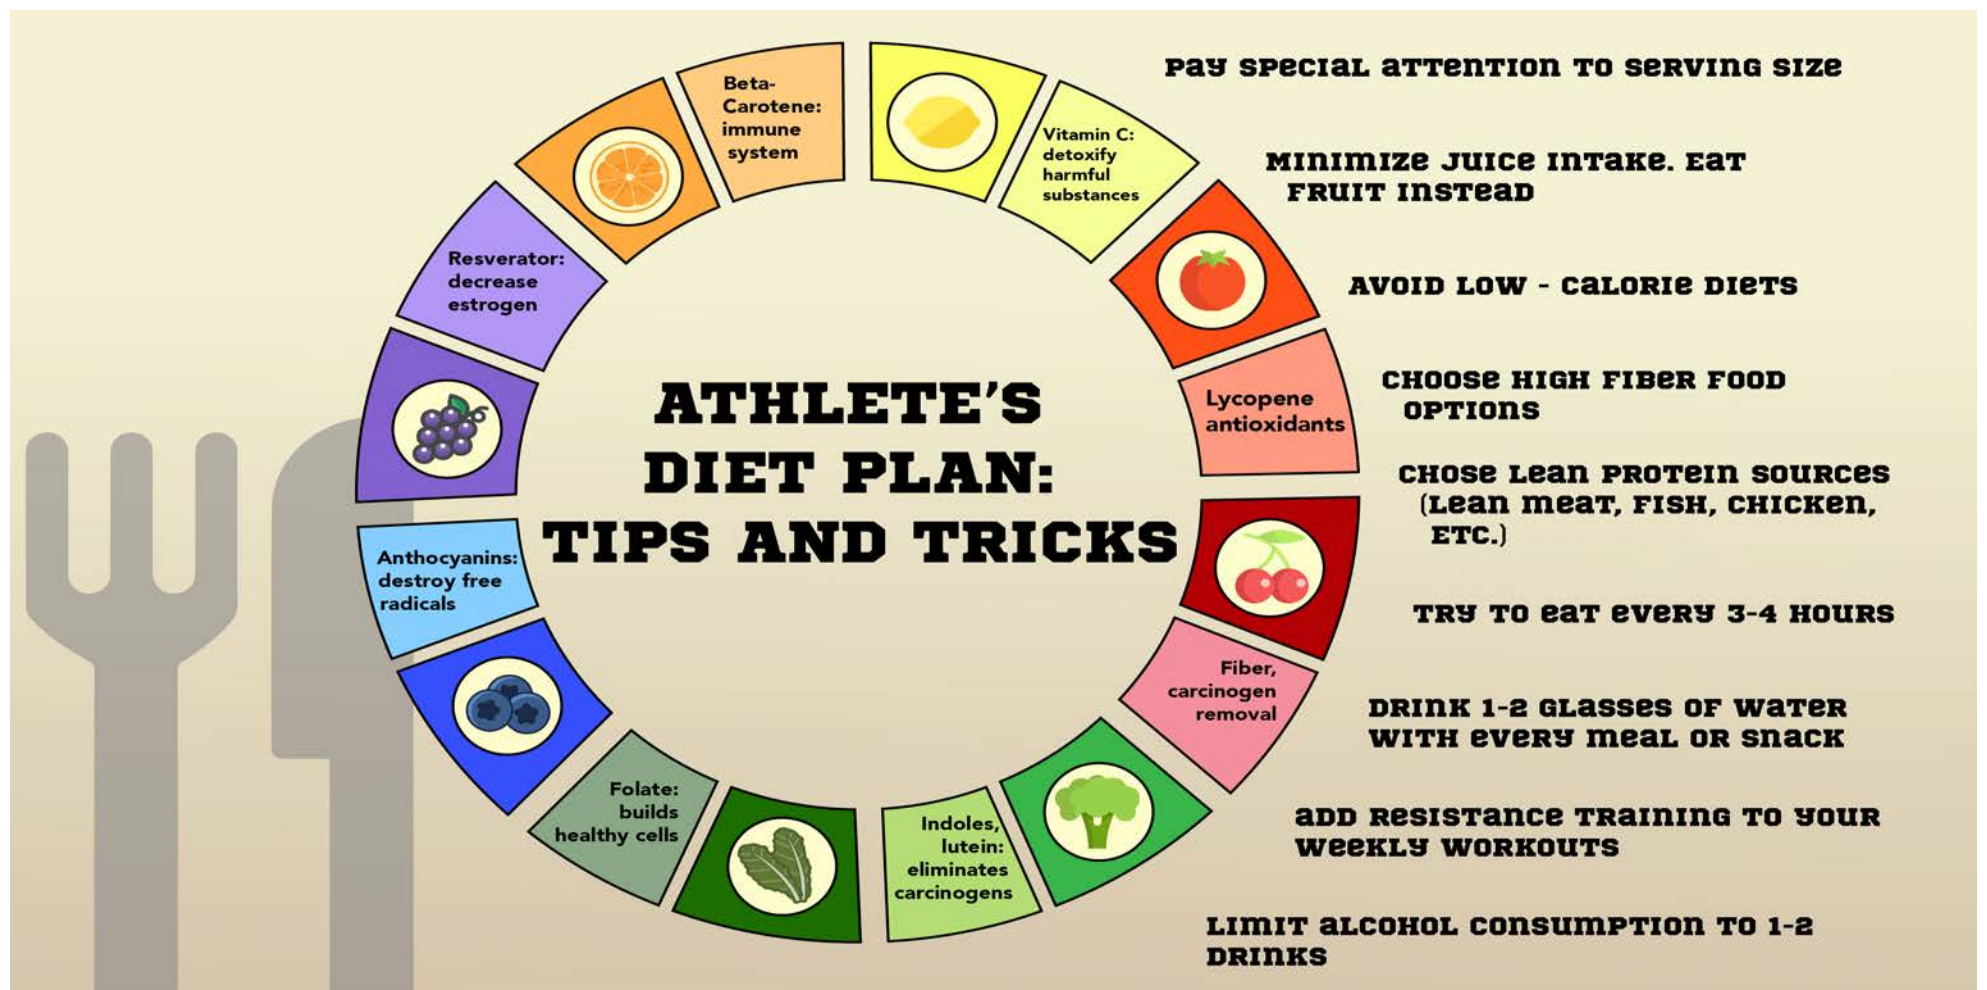 Beta-
Carotene:
immune
system
Vitamin C:
detoxify
harmful
substances
Lycopene
antioxidants
Fiber,
carcinogen
removal
Indoles,
lutein:
eliminates
carcinogens
Folate:
builds
healthy cells
Anthocyanins:
destroy free
radicals
Resverator:
decrease
estrogen
ATHLETE'S
DIET PLAN:
TIPS AND TRICKS
PAY SPECIAL ATTENTION TO SERVING SIZE
MINIMIZE JUICE INTAKE. EAT
FRUIT INSTEAD
AVOID LOW - CALORIE DIETS
CHOOSE HIGH FIBER FOOD
OPTIONS
CHOSE LEAN PROTEIN SOURCES
(LEAN MEAT, FISH, CHICKEN,
ETC.)
TRY TO EAT EVERY 3-4 HOURS
DRINK 1-2 GLASSES OF WATER
WITH EVERY MEAL OR SNACK
ADD RESISTANCE TRAINING TO YOUR
WEEKLY WORKOUTS
LIMIT ALCOHOL CONSUMPTION TO 1-2
DRINKS